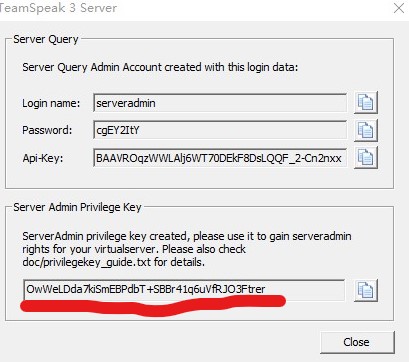 TeamSpeak 3 Server
Server Query
Server Query Admin Account created with this login data:
Login name: serveradmin
Password: cgEY2ItY
Api-Key: BAAVROqzWWLAlj6WT70DEkF8DsLQQF_2-Cn2nxx
Server Admin Privilege Key
ServerAdmin privilege key created, please use it to gain serveradmin
rights for your virtualserver. Please also check
doc/privilegekey_guide.txt for details.
OwWeLDda7kiSmEBPdbT+SBBr41q6uVfRJO3Ftrer
Close